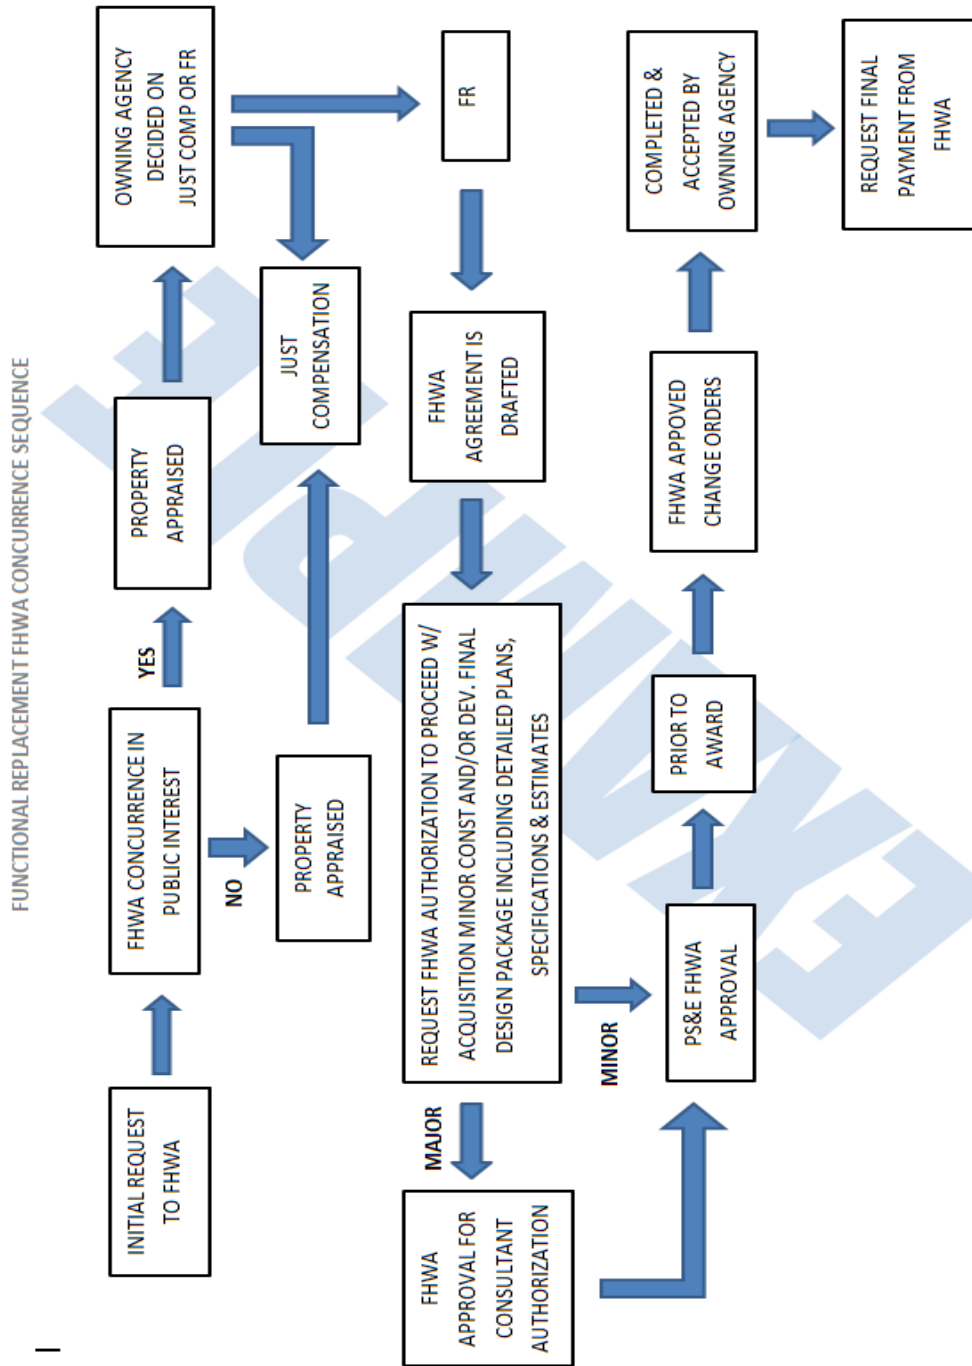 FUNCTIONAL REPLACEMENT FHWA CONCURRENCE SEQUENCE
INITIAL REQUEST
TO FHWA
FHWA CONCURRENCE IN
PUBLIC INTEREST
YES
PROPERTY
APPRAISED
OWNING AGENCY
DECIDED ON
JUST COMP OR FR
NO
PROPERTY
APPRAISED
JUST
COMPENSATION
FR
FHWA
AGREEMENT IS
DRAFTED
REQUEST FHWA AUTHORIZATION TO PROCEED W/
ACQUISITION MINOR CONST AND/OR DEV. FINAL
DESIGN PACKAGE INCLUDING DETAILED PLANS,
SPECIFICATIONS & ESTIMATES
MAJOR
FHWA
APPROVAL FOR
CONSULTANT
AUTHORIZATION
MINOR
PS&E FHWA
APPROVAL
PRIOR TO
AWARD
FHWA APPOVED
CHANGE ORDERS
COMPLETED &
ACCEPTED BY
OWNING AGENCY
REQUEST FINAL
PAYMENT FROM
FHWA
EXAMPLE